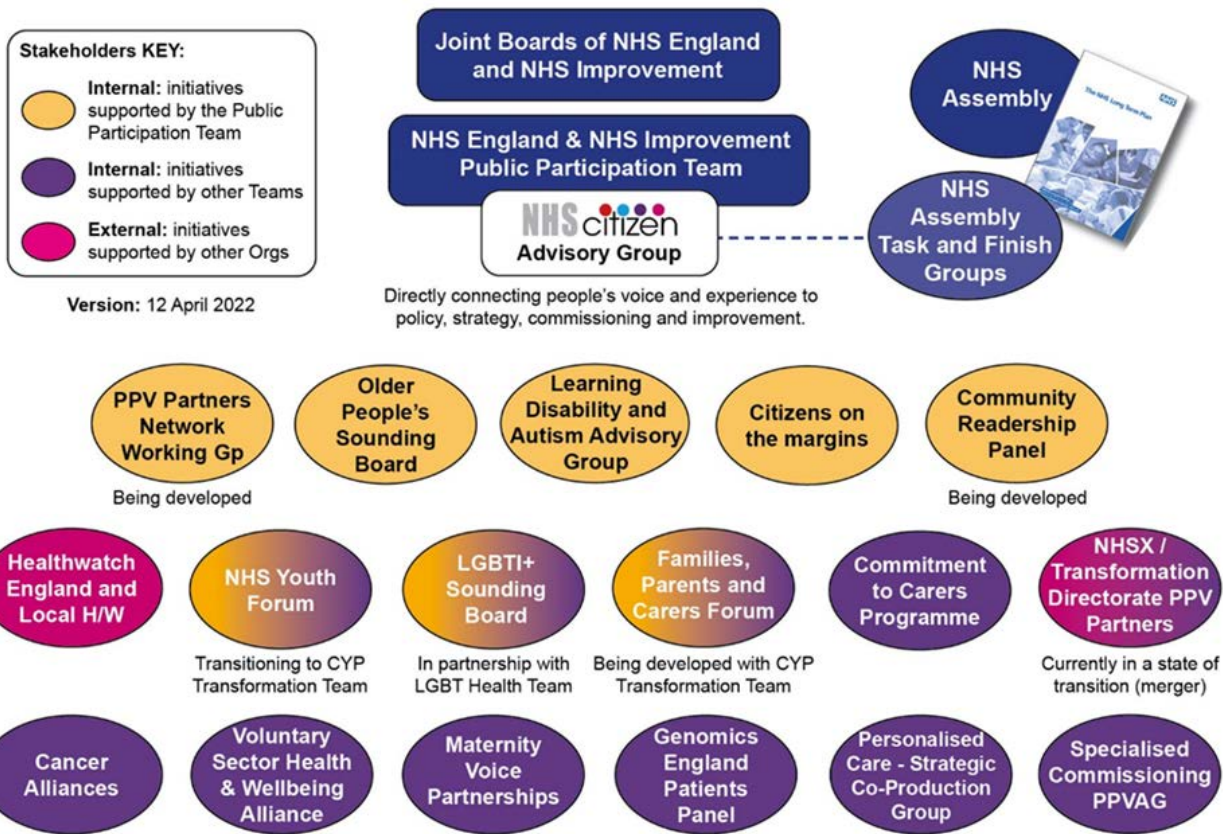 Stakeholders KEY:
Internal: initiatives
supported by the Public
Participation Team
Internal: initiatives
supported by other Teams
External: initiatives
supported by other Orgs
Version: 12 April 2022
Joint Boards of NHS England
and NHS Improvement
NHS England & NHS Improvement
Public Participation Team
NHS citizen
Advisory Group
Directly connecting people's voice and experience to
policy, strategy, commissioning and improvement.
NHS
Assembly
NHS
The NHS Long Term Plan
NHS
Assembly
Task and Finish
Groups
PPV Partners
Network
Working Gp
Being developed
Older
People's
Sounding
Board
Learning
Disability and
Autism Advisory
Group
Citizens on
the margins
Community
Readership
Panel
Being developed
Healthwatch
England and
Local H/W
NHS Youth
Forum
Transitioning to CYP
Transformation Team
LGBTI+
Sounding
Board
In partnership with
LGBT Health Team
Families,
Parents and
Carers Forum
Being developed with CYP
Transformation Team
Commitment
to Carers
Programme
NHSX /
Transformation
Directorate PPV
Partners
Currently in a state of
transition (merger)
Cancer
Alliances
Voluntary
Sector Health
& Wellbeing
Alliance
Maternity
Voice
Partnerships
Genomics
England
Patients
Panel
Personalised
Care - Strategic
Co-Production
Group
Specialised
Commissioning
PPVAG